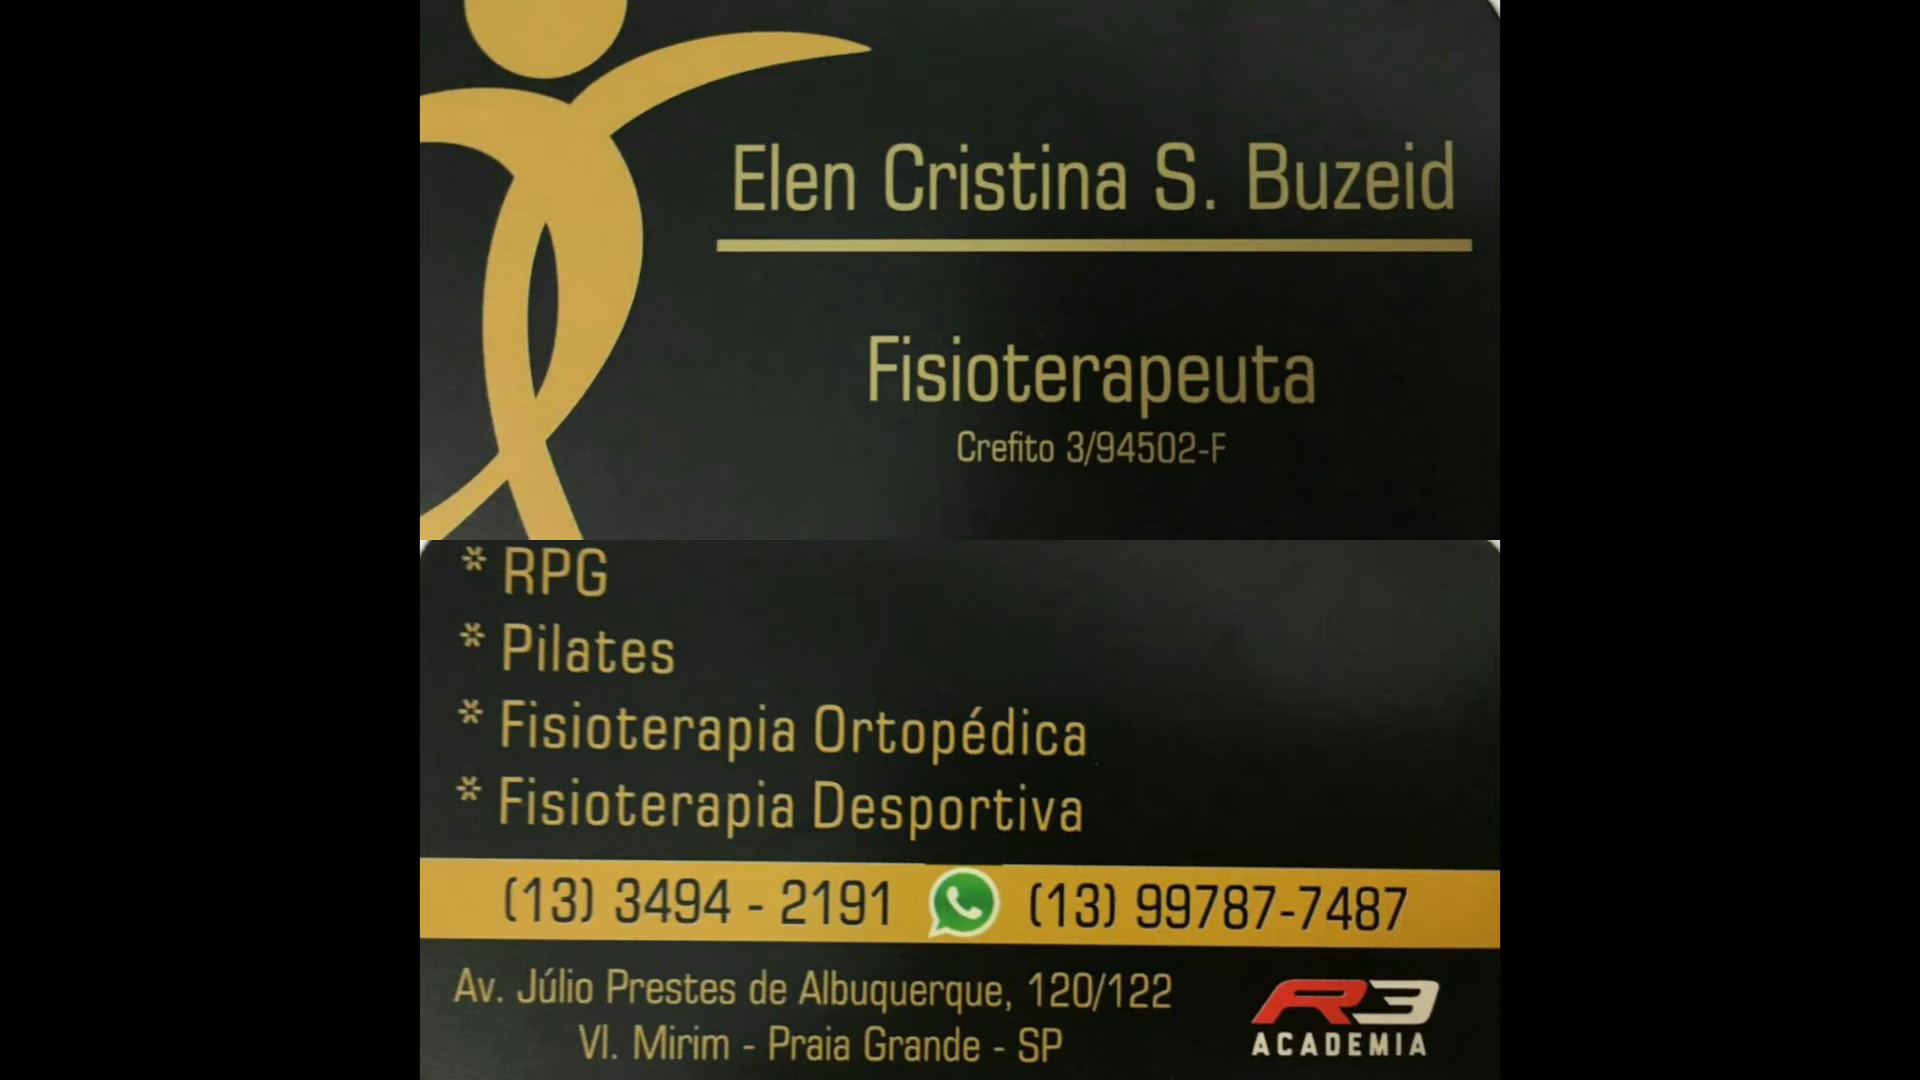 Elen Cristina S. Buzeid
Fisioterapeuta
Crefito 3/94502-F
* RPG
* Pilates
* Fisioterapia Ortopédica
* Fisioterapia Desportiva
(13) 3494 - 2191 (13) 99787-7487
Av. Júlio Prestes de Albuquerque, 120/122
Vl. Mirim - Praia Grande - SP
R3
ACADEMIA